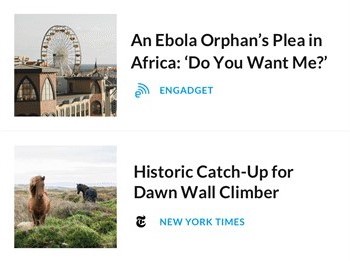 An Ebola Orphan’s Plea in
Africa: ‘Do You Want Me?’
ENGADGET
Historic Catch-Up for
Dawn Wall Climber
NEW YORK TIMES